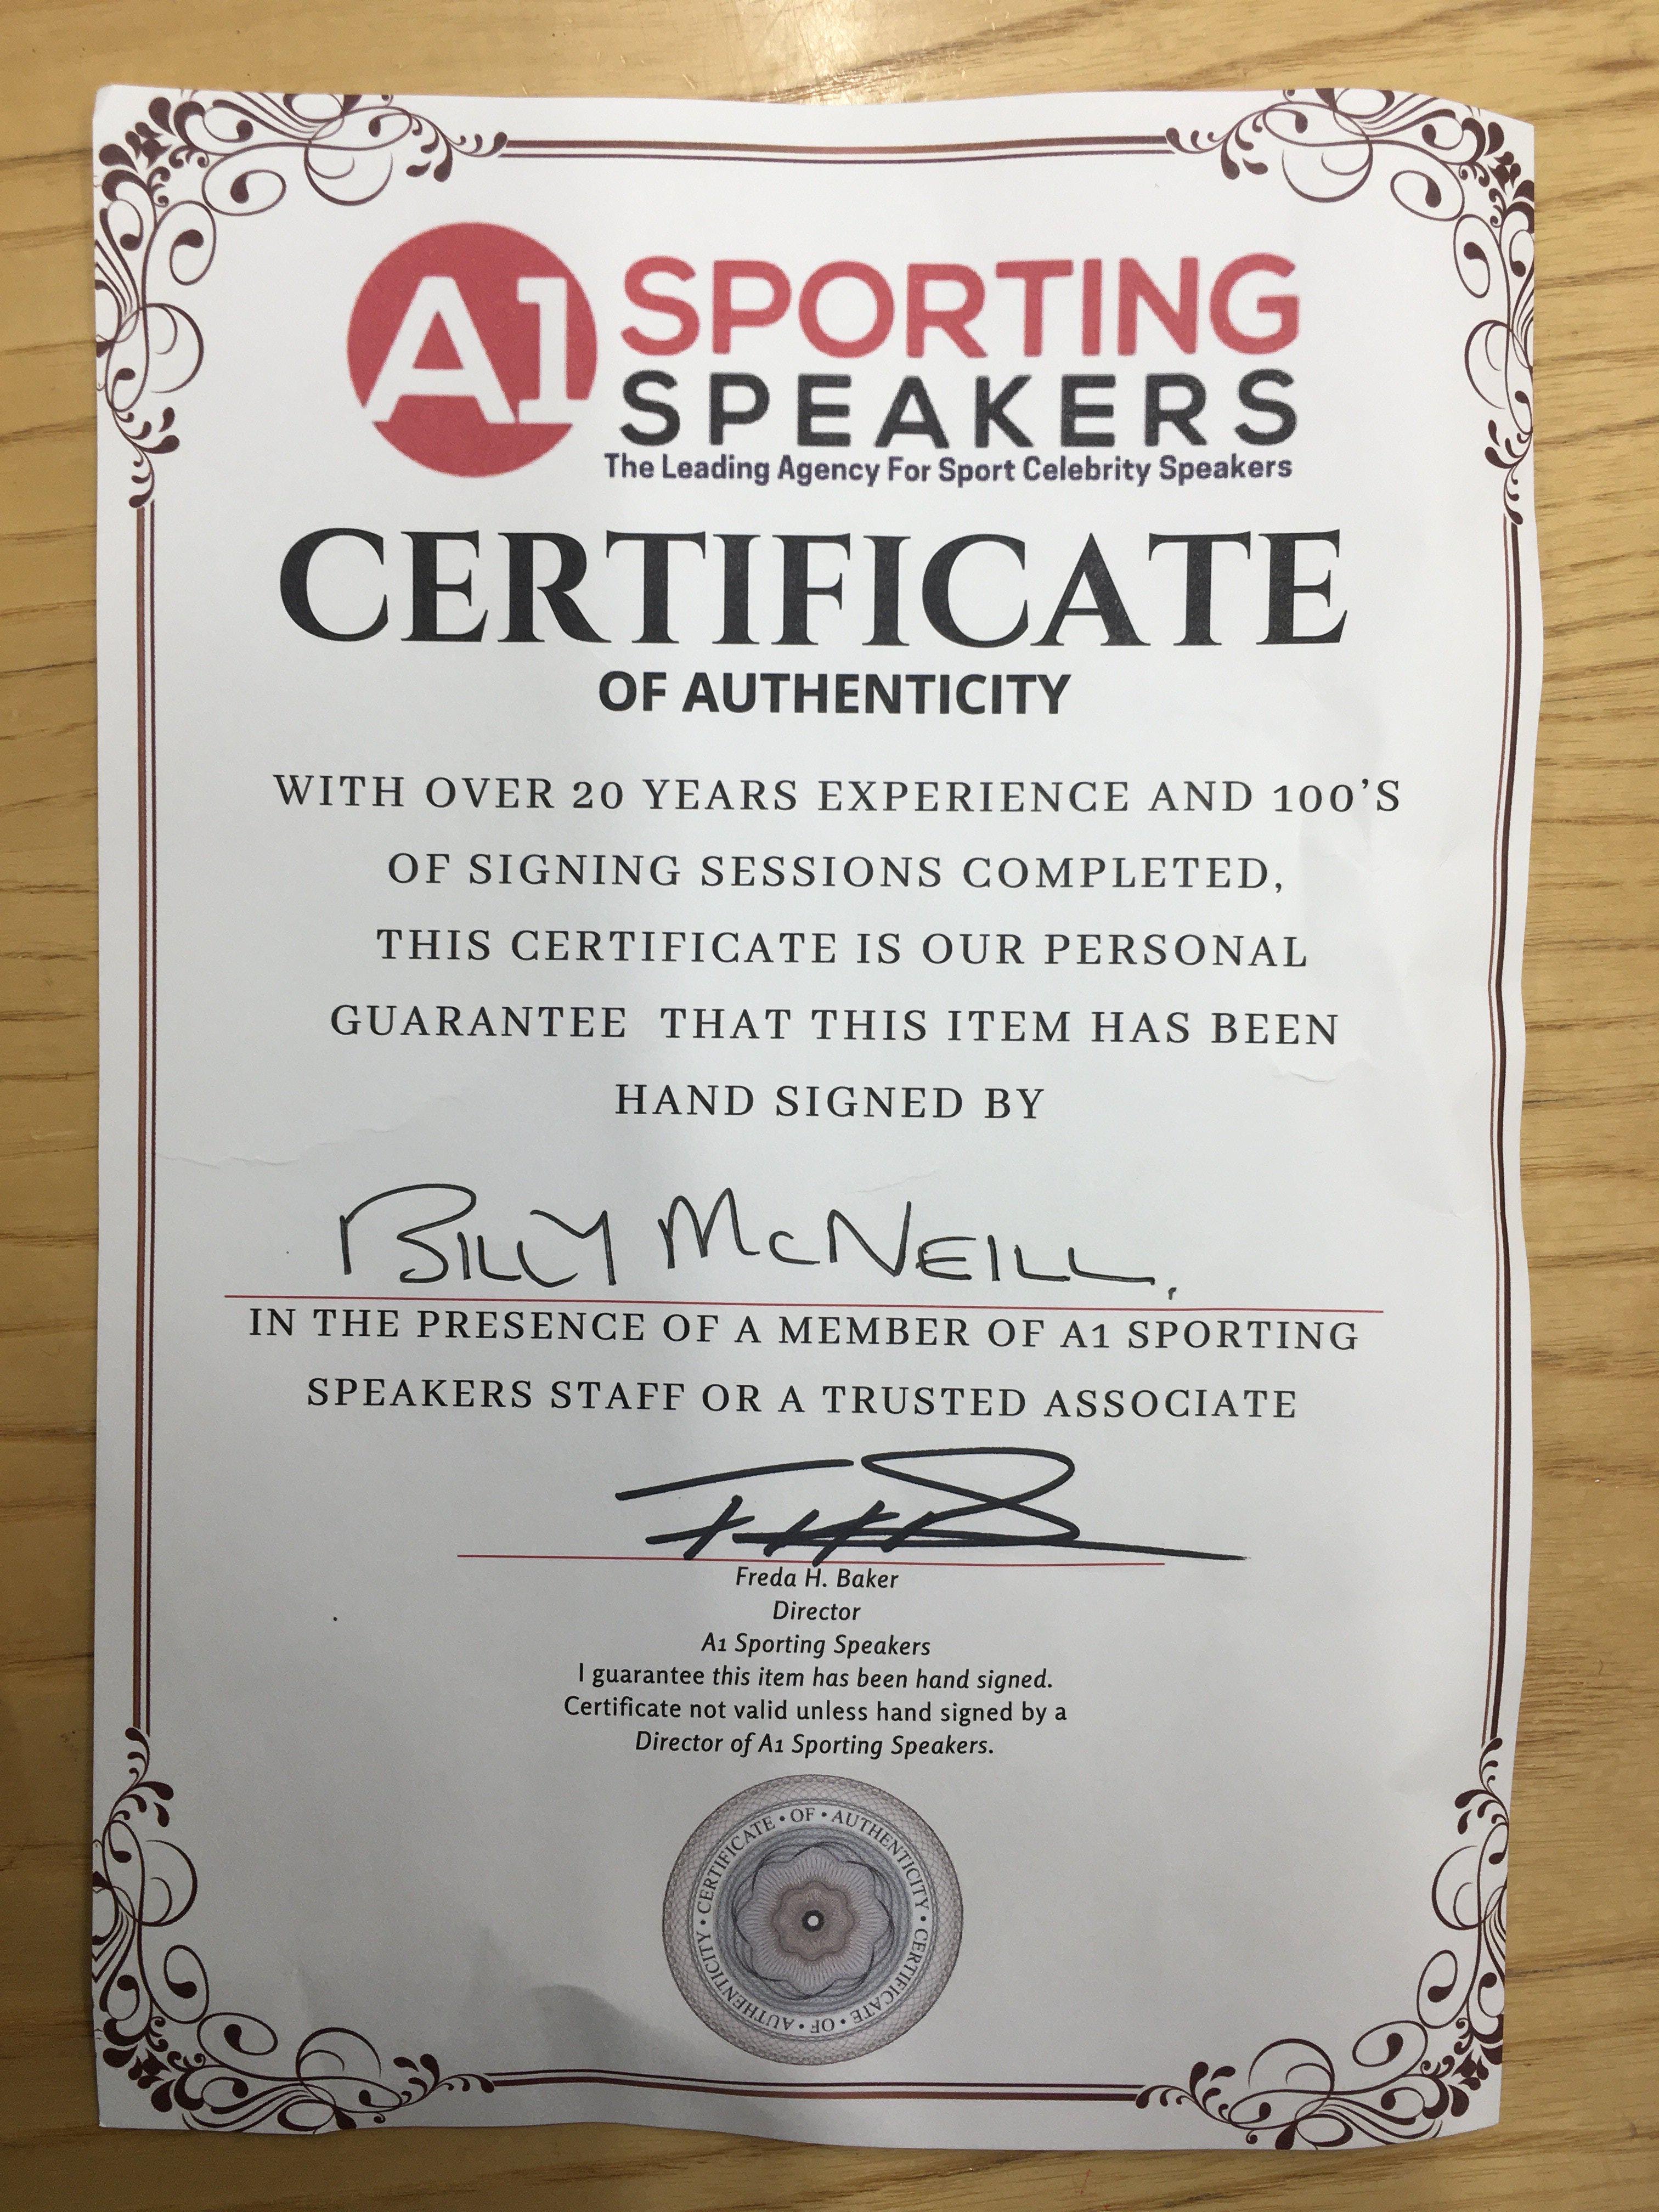 A1 SPORTING
SPEAKERS
The Leading Agency For Sport Celebrity Speakers
CERTIFICATE
OF AUTHENTICITY
WITH OVER 20 YEARS EXPERIENCE AND 100'S
OF SIGNING SESSIONS COMPLETED,
THIS CERTIFICATE IS OUR PERSONAL
GUARANTEE THAT THIS ITEM HAS BEEN
HAND SIGNED BY
BILLY MCNEILL,
IN THE PRESENCE OF A MEMBER OF A1 SPORTING
SPEAKERS STAFF OR A TRUSTED ASSOCIATE
Freda H. Baker
Director
A1 Sporting Speakers
I guarantee this item has been hand signed.
Certificate not valid unless hand signed by a
Director of A1 Sporting Speakers.
CERTIFICATE • OF • AUTHENTICITY • CERTIFICATE • OF • AUTHENTICITY •